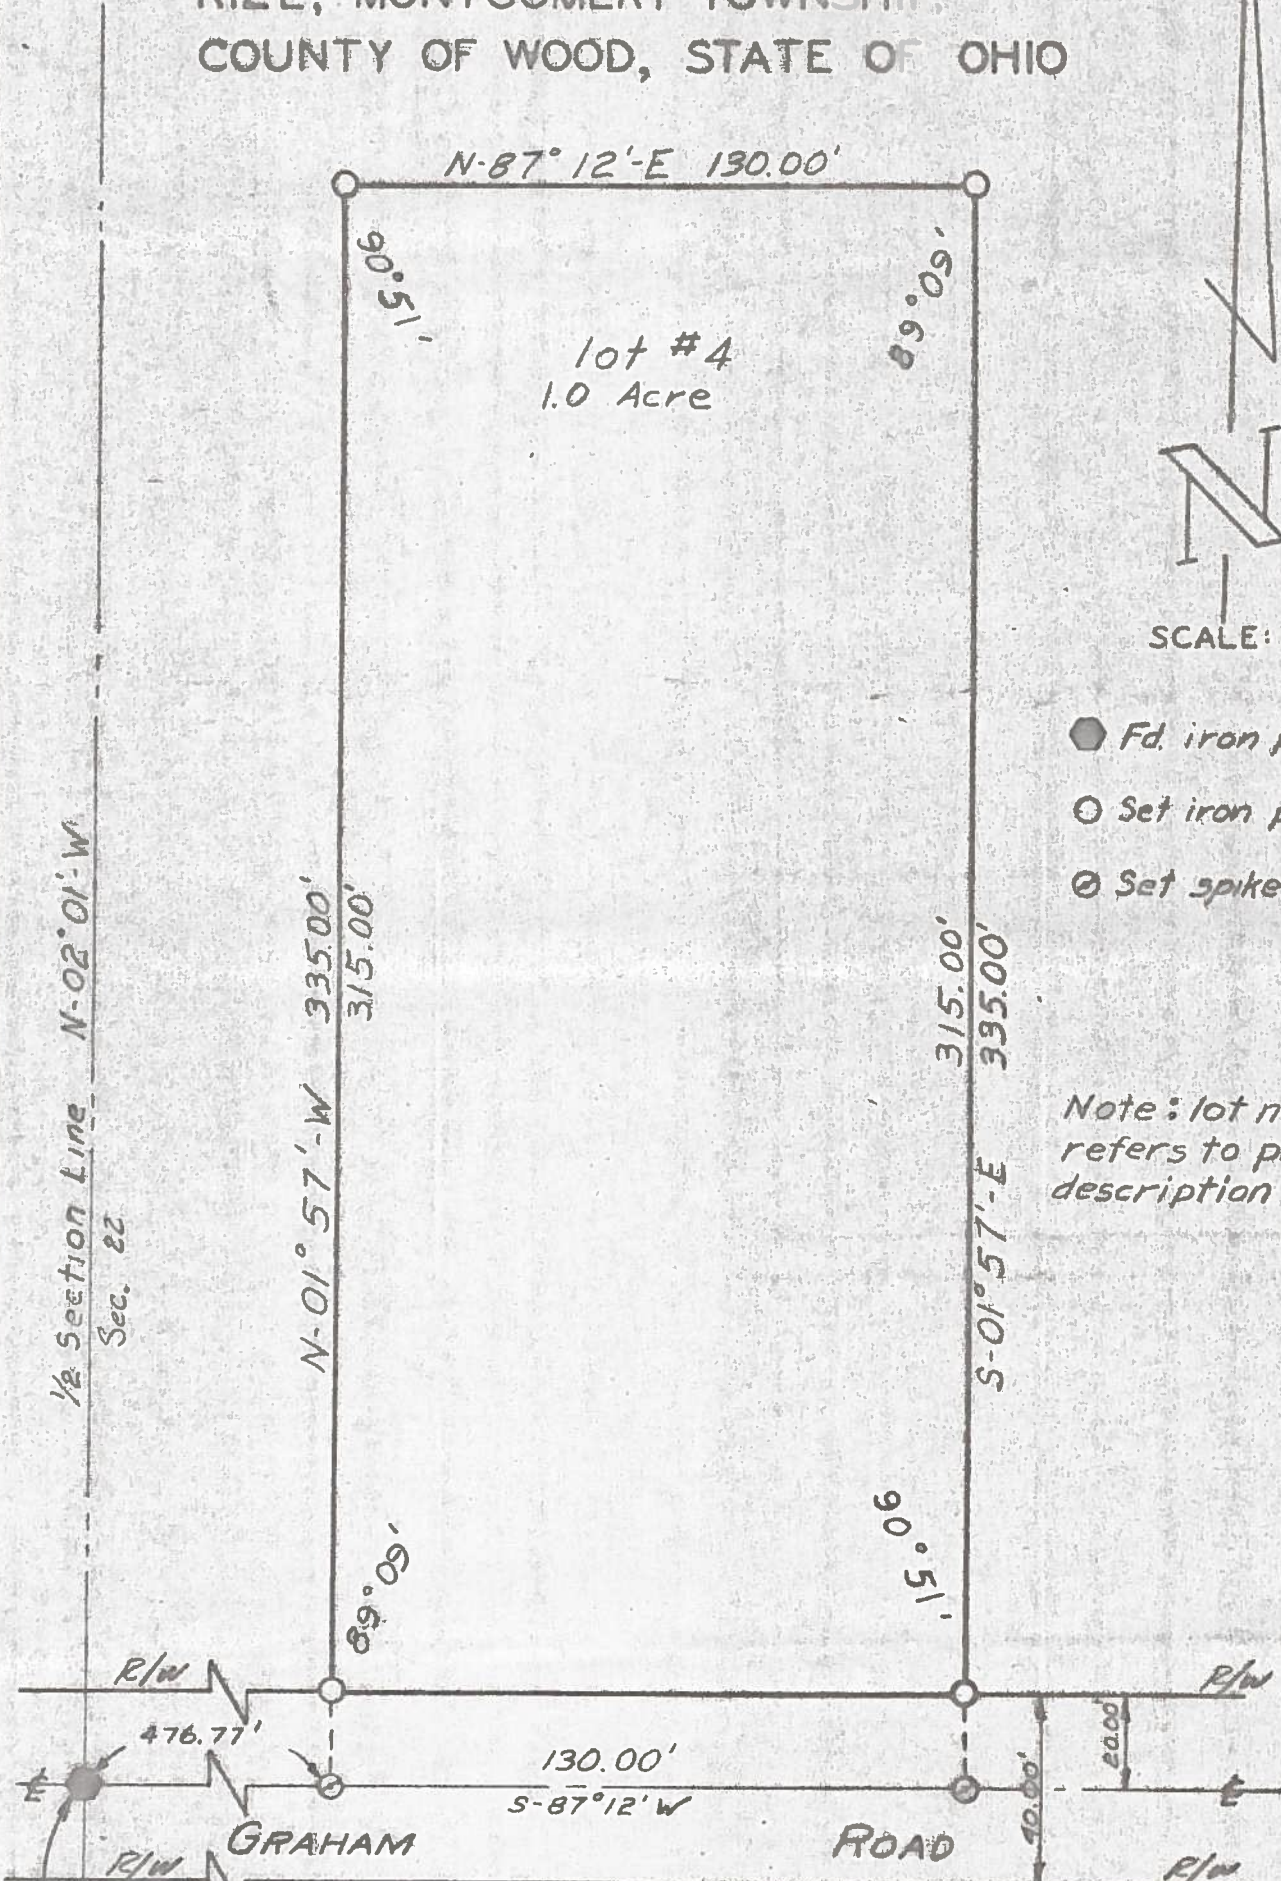 MONTGOMERY TOWNSHIP,
COUNTY OF WOOD, STATE OF OHIO
N-87° 12'-E 130.00'
90° 51'
89° 09'
lot #4
1.0 Acre
N
SCALE:
Fd. iron
Set iron
Set spike
335.00'
315.00'
315.00'
335.00'
N-01° 57'-W
S-01° 57'-E
½ Section Line N-02° 01'-W
Sec. 22
Note: lot
refers to
description
89° 09'
90° 51'
R/W
R/W
476.77'
130.00'
S-87° 12' W
20.00'
40.00'
℄
℄
GRAHAM ROAD
R/W
R/W